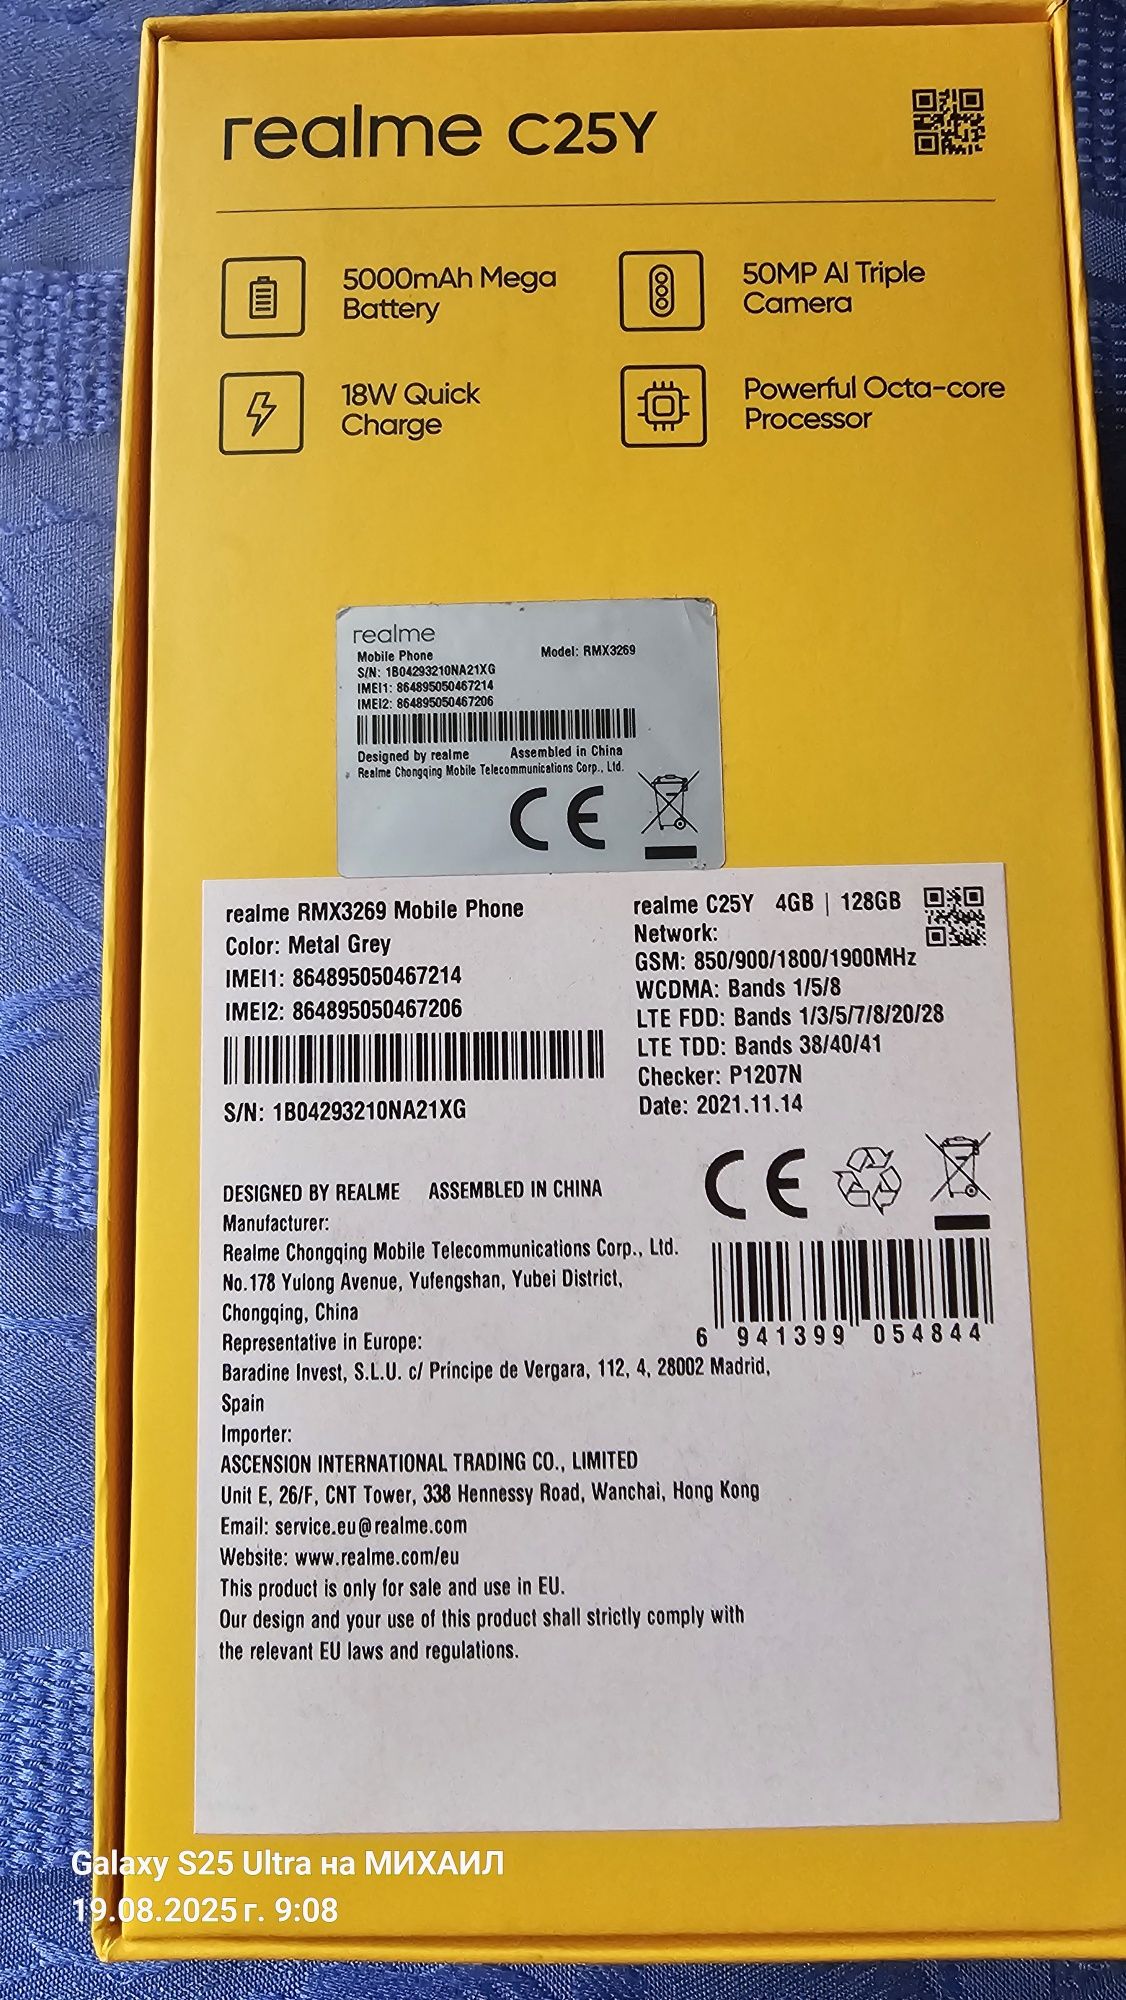 realme C25Y
5000mAh Mega
Battery
50MP AI Triple
Camera
18W Quick
Charge
Powerful Octa-core
Processor
realme
Mobile Phone Model: RMX3269
S/N: 1B04293210NA21XG
IMEI1: 864895050467214
IMEI2: 864895050467206
Designed by realme Assembled in China
Realme Chongqing Mobile Telecommunications Corp., Ltd.
CE
realme RMX3269 Mobile Phone
Color: Metal Grey
IMEI1: 864895050467214
IMEI2: 864895050467206
S/N: 1B04293210NA21XG
realme C25Y 4GB | 128GB
Network:
GSM: 850/900/1800/1900MHz
WCDMA: Bands 1/5/8
LTE FDD: Bands 1/3/5/7/8/20/28
LTE TDD: Bands 38/40/41
Checker: P1207N
Date: 2021.11.14
CE
DESIGNED BY REALME ASSEMBLED IN CHINA
Manufacturer:
Realme Chongqing Mobile Telecommunications Corp., Ltd.
No.178 Yulong Avenue, Yufengshan, Yubei District,
Chongqing, China
6 941399 054844
Representative in Europe:
Baradine Invest, S.L.U. c/ Príncipe de Vergara, 112, 4, 28002 Madrid,
Spain
Importer:
ASCENSION INTERNATIONAL TRADING CO., LIMITED
Unit E, 26/F, CNT Tower, 338 Hennessy Road, Wanchai, Hong Kong
Email: service.eu@realme.com
Website: www.realme.com/eu
This product is only for sale and use in EU.
Our design and your use of this product shall strictly comply with
the relevant EU laws and regulations.
Galaxy S25 Ultra на МИХАИЛ
19.08.2025 г. 9:08